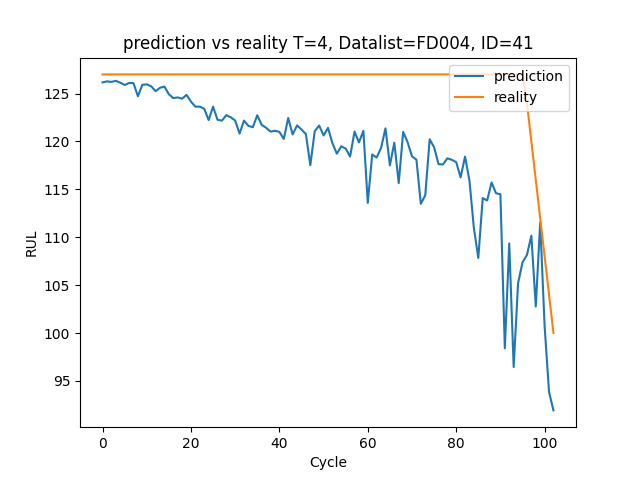 prediction vs reality T=4, Datalist=FD004, ID=41
prediction
reality
RUL
125
120
115
110
105
100
95
0 20 40 60 80 100
Cycle